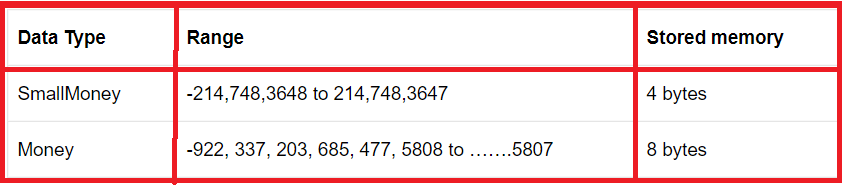 Data Type Range Stored memory
SmallMoney -214,748,3648 to 214,748,3647 4 bytes
Money -922, 337, 203, 685, 477, 5808 to …….5807 8 bytes